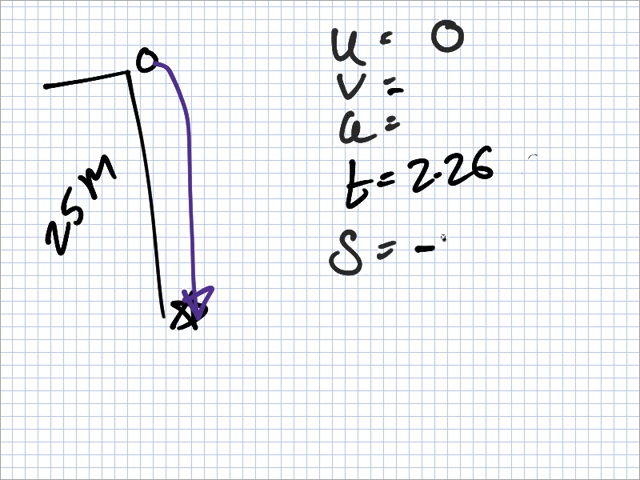 u = 0
v =
a =
t = 2.26
S = -
25m